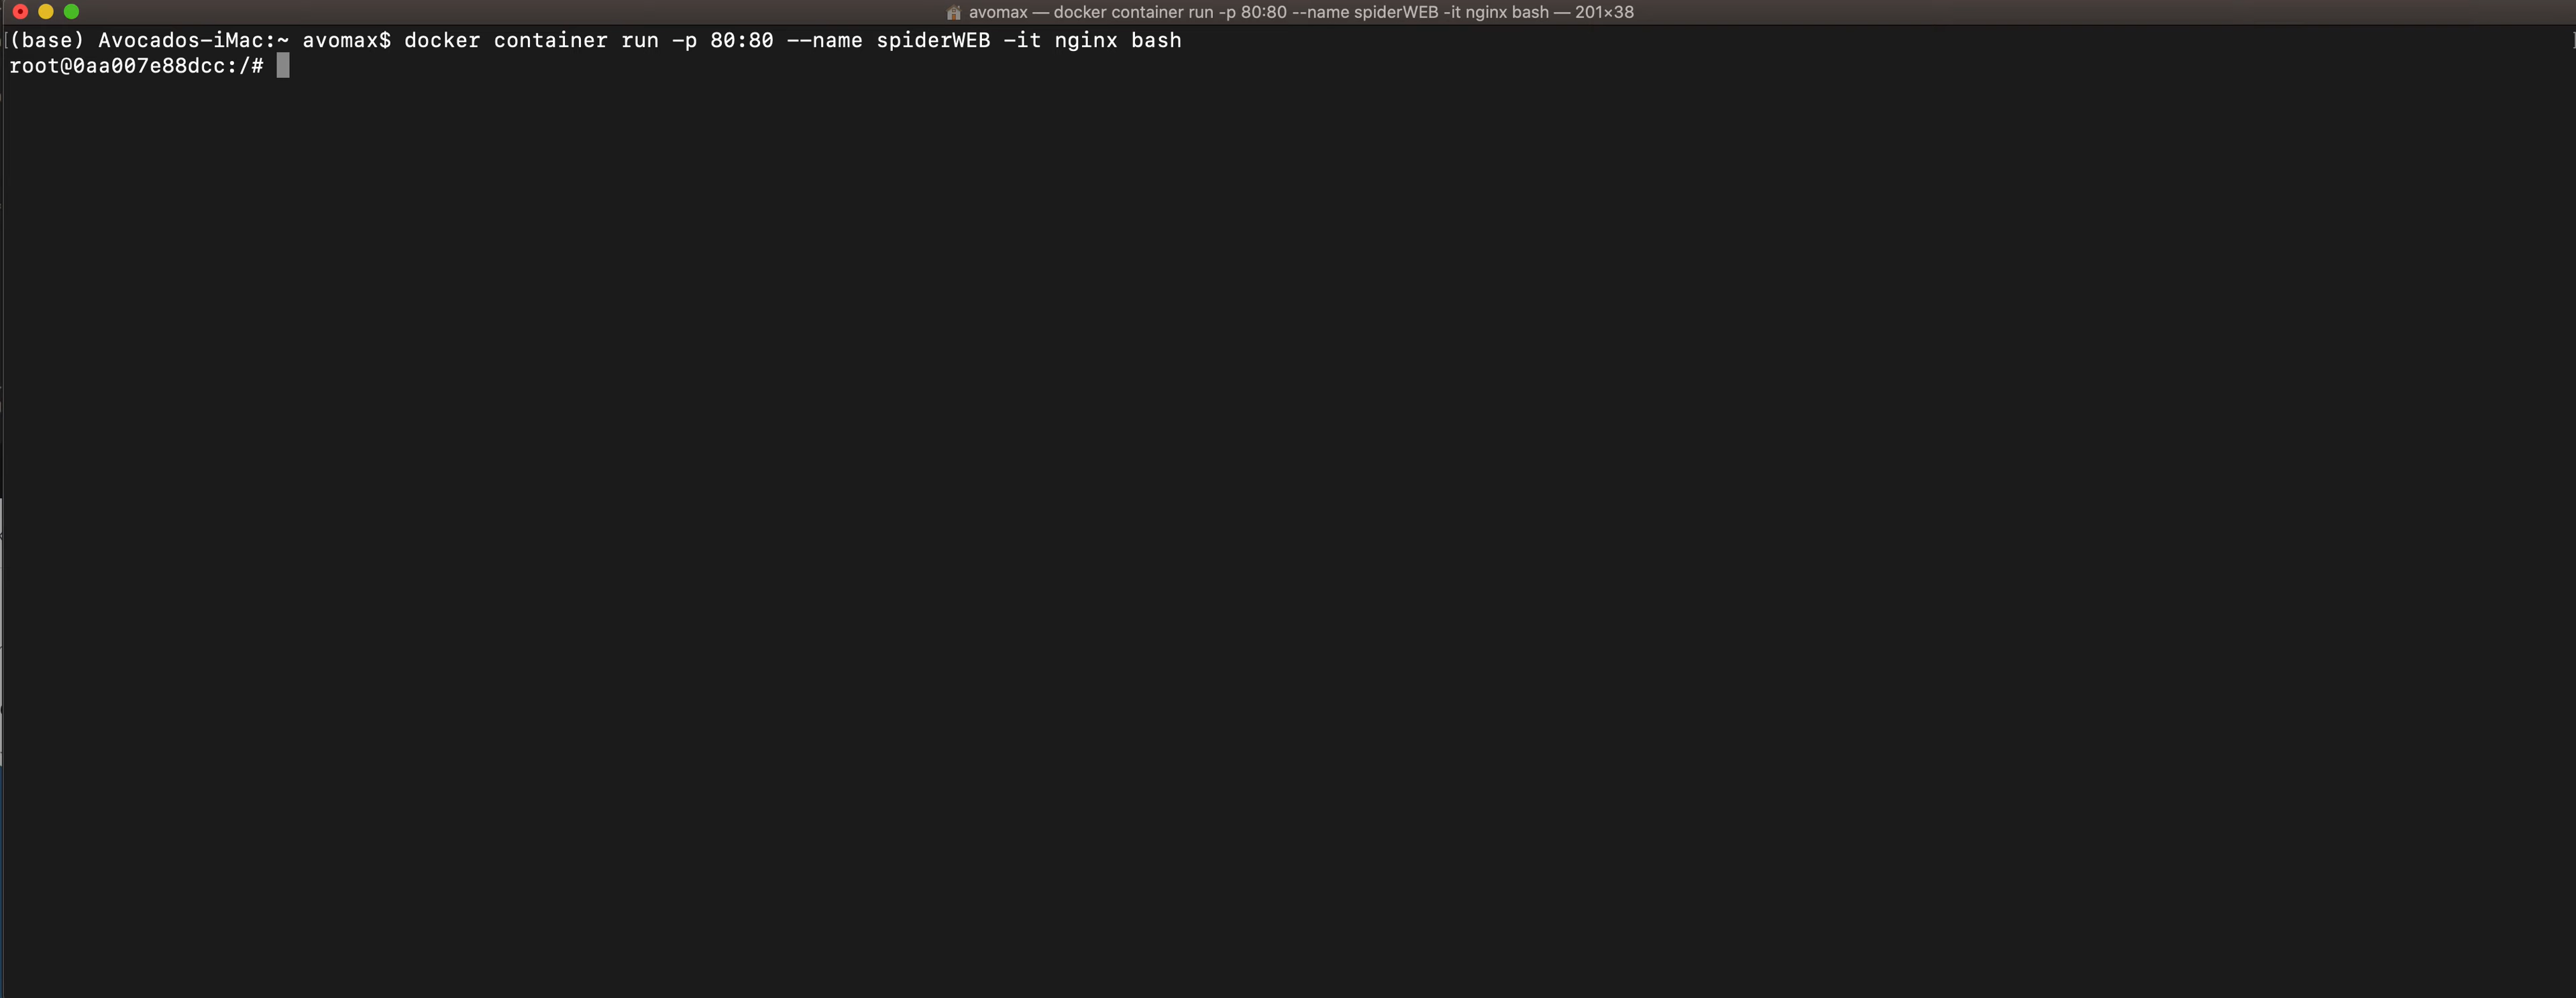 avomax — docker container run -p 80:80 --name spiderWEB -it nginx bash — 201×38
[(base) Avocados-iMac:~ avomax$ docker container run -p 80:80 --name spiderWEB -it nginx bash ]
root@0aa007e88dcc:/#